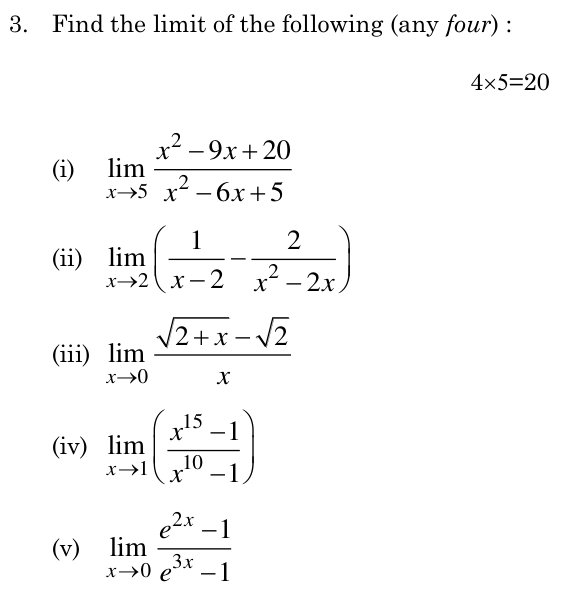 3. Find the limit of the following (any four) :
4×5=20
(i) lim x→5 (x² − 9x + 20)/(x² − 6x + 5)
(ii) lim x→2 (1/(x − 2) − 2/(x² − 2x))
(iii) lim x→0 (√(2 + x) − √2)/x
(iv) lim x→1 ((x¹⁵ − 1)/(x¹⁰ − 1))
(v) lim x→0 (e²ˣ − 1)/(e³ˣ − 1)